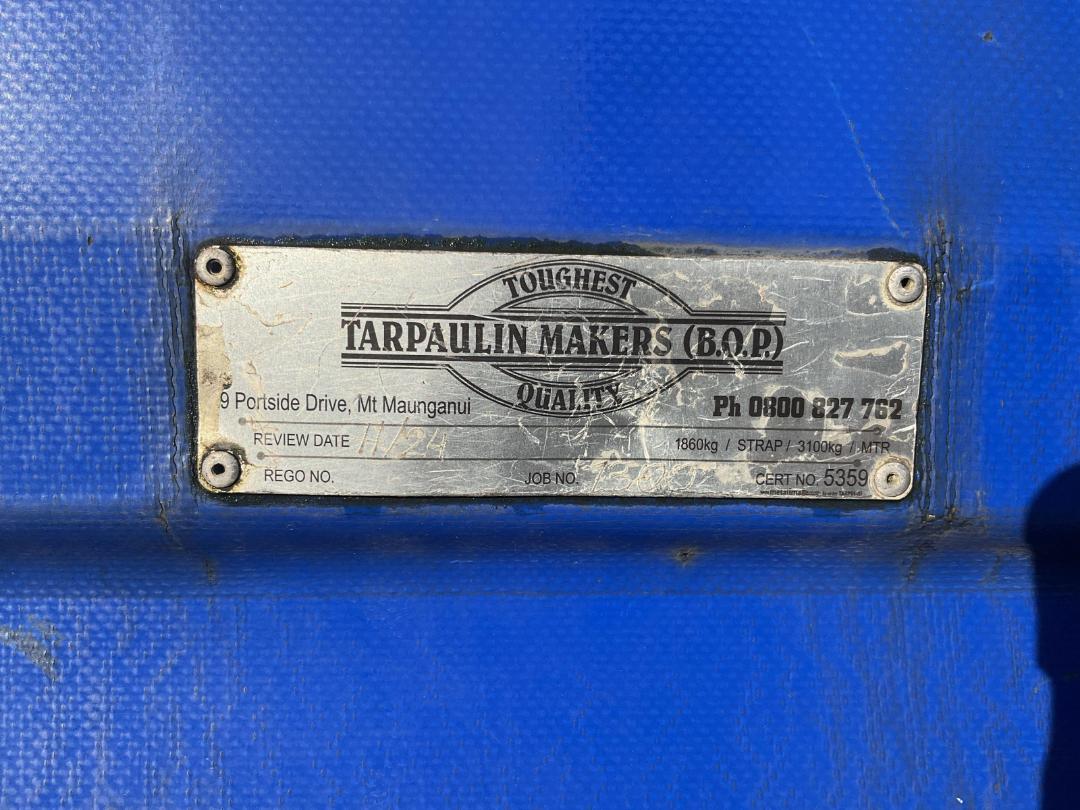 TOUGHEST
TARPAULIN MAKERS (B.O.P.)
QUALITY
9 Portside Drive, Mt Maunganui
Ph 0800 827 762
REVIEW DATE 11/24
1860kg / STRAP / 3100kg / MTR
REGO NO.
JOB NO.
CERT NO. 5359